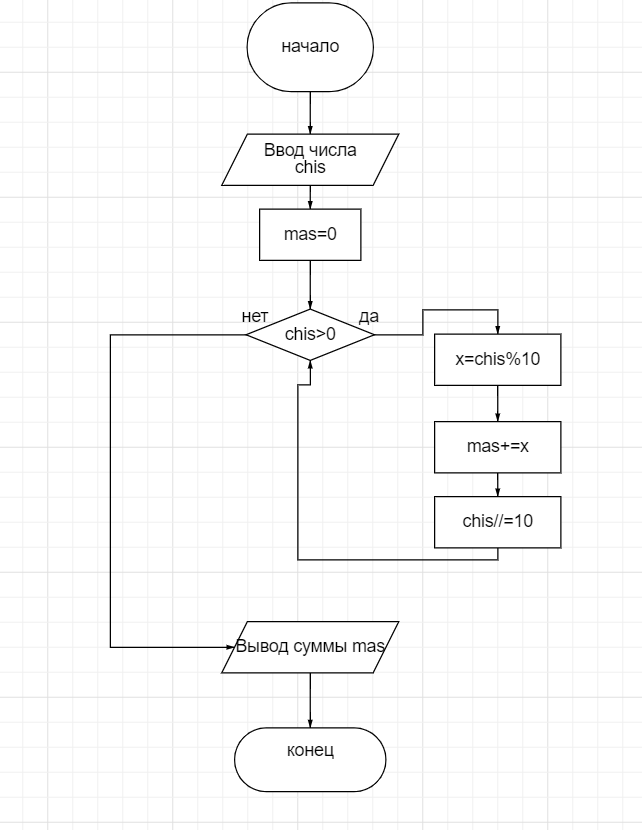 начало
Ввод числа
chis
mas=0
нет
да
chis>0
x=chis%10
mas+=x
chis//=10
Вывод суммы mas
конец